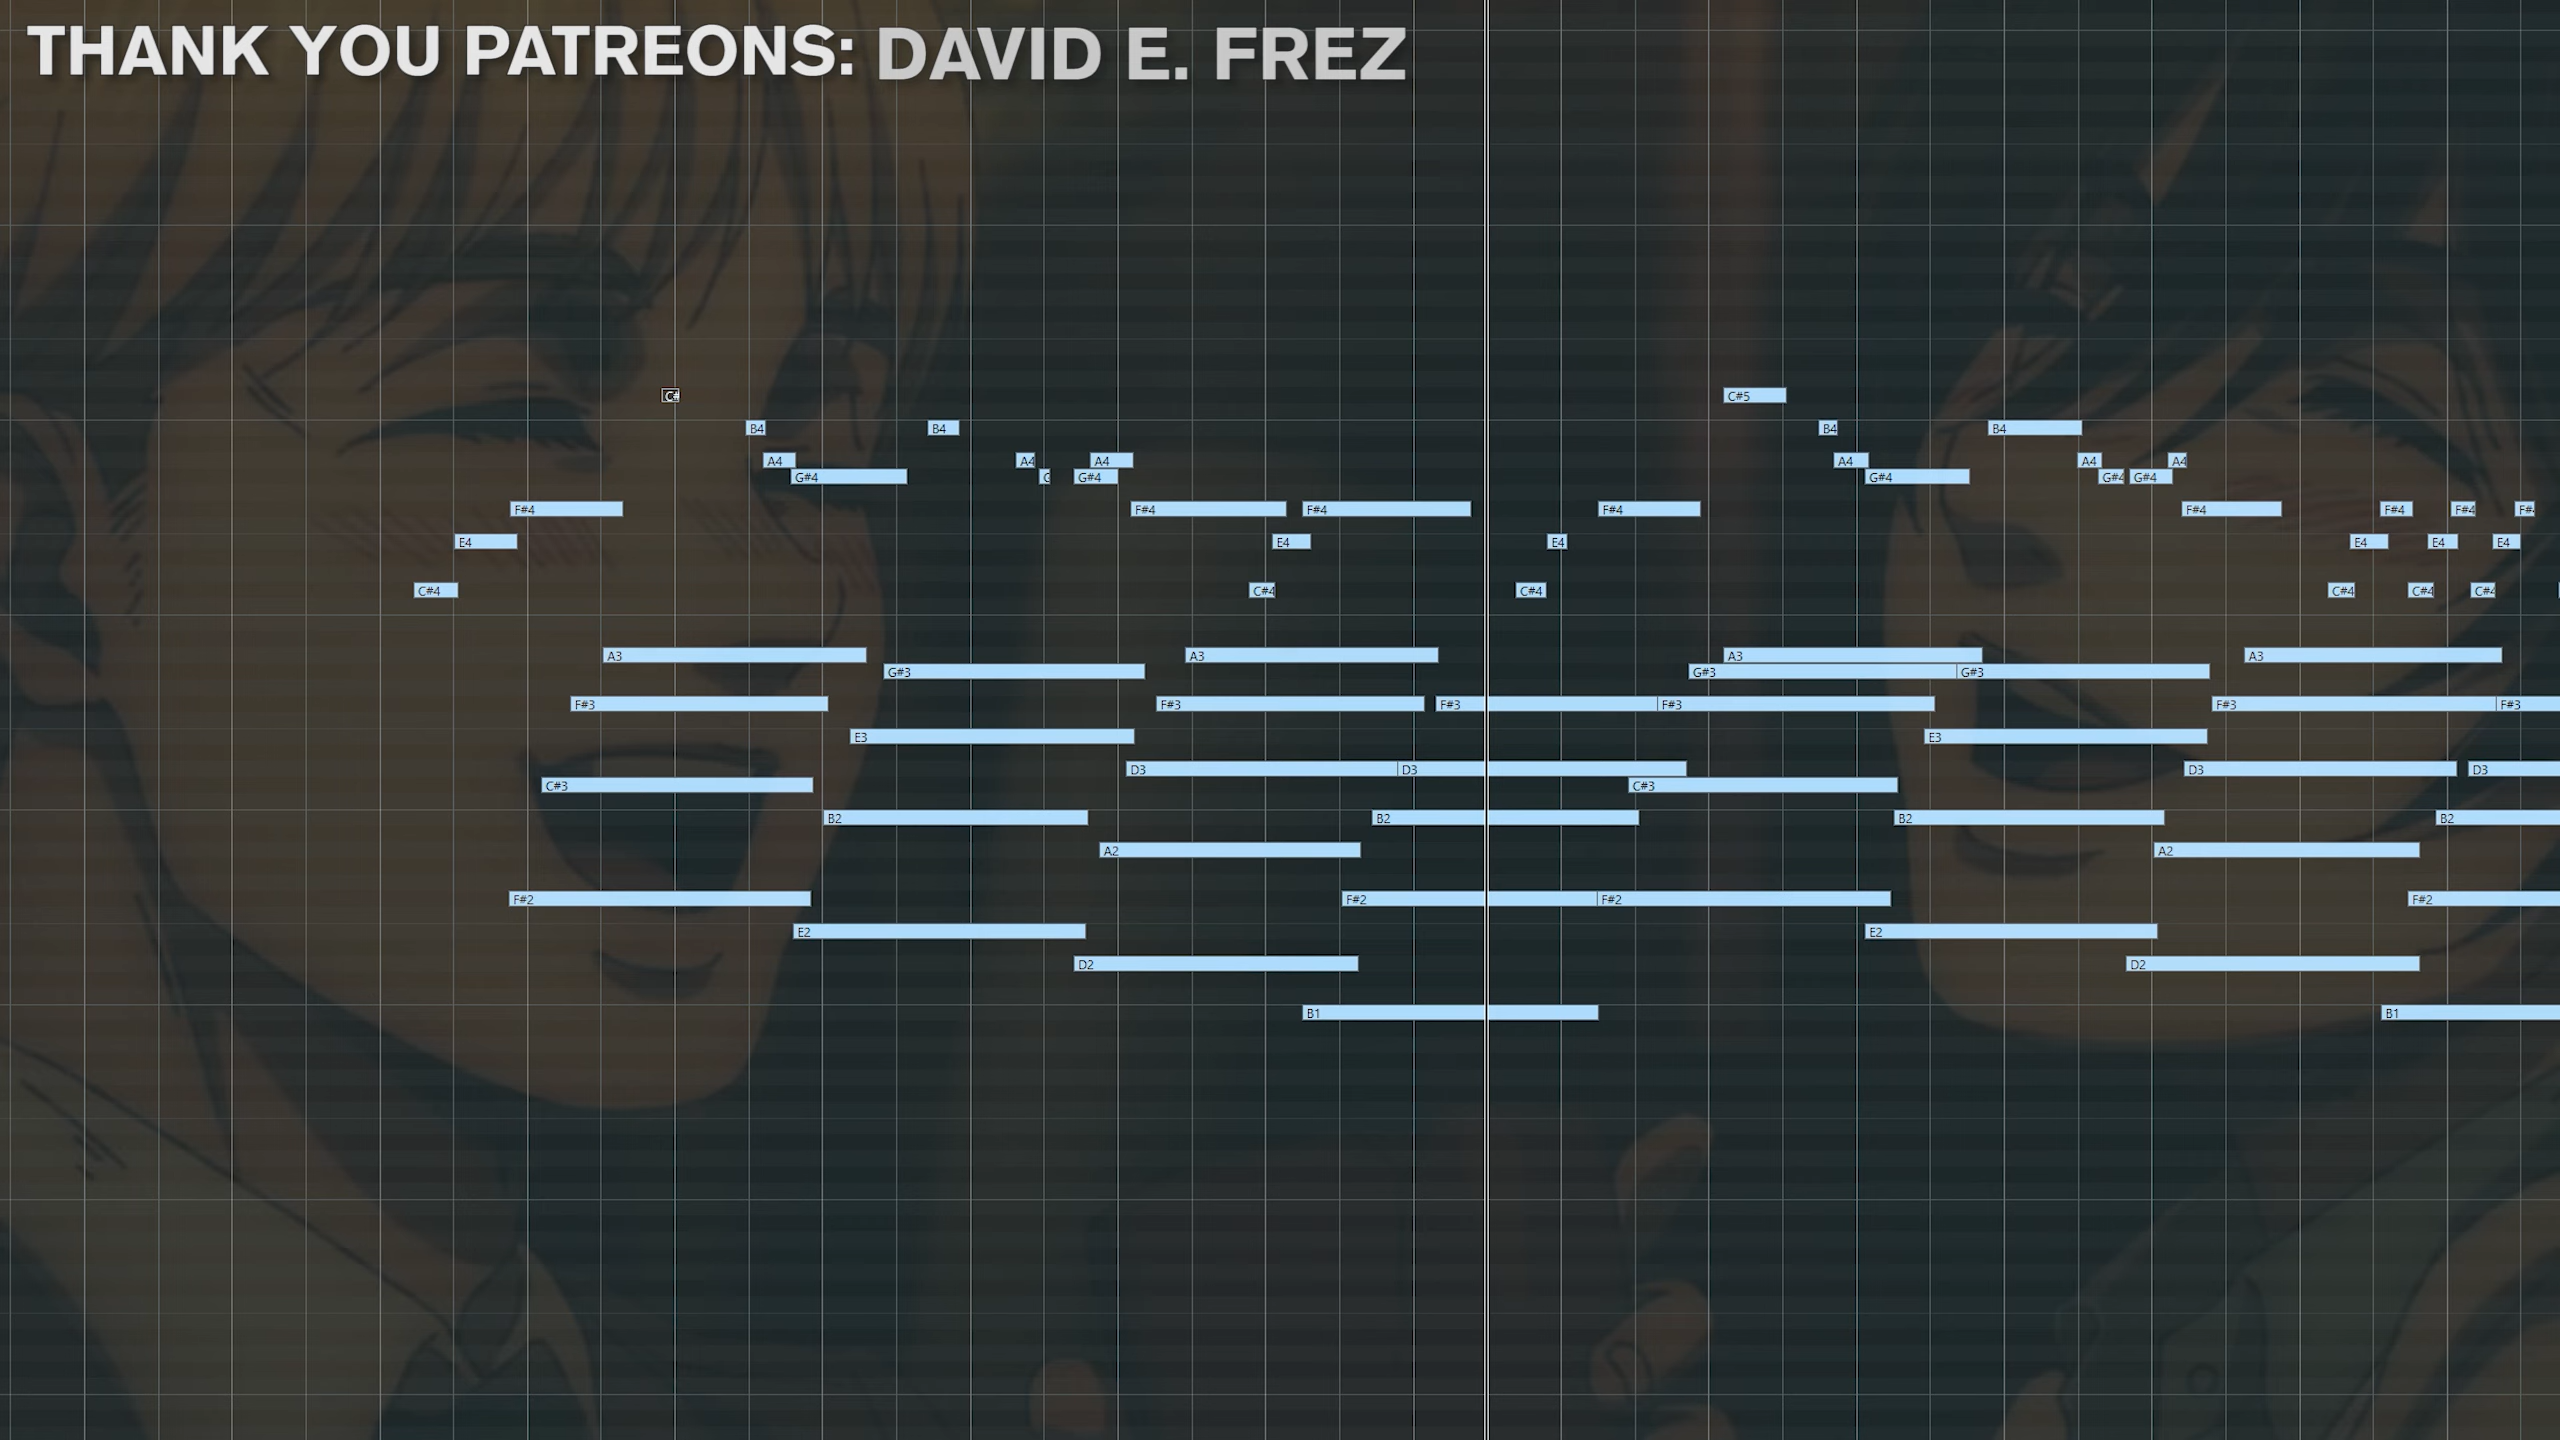 THANK YOU PATREONS: DAVID E. FREZ
C# C#5
B4 B4 B4 B4
A4 A4 A4 A4 A4 A4
G#4 G G#4 G#4 G#4 G#4
F#4 F#4 F#4 F#4 F#4 F#4 F#4 F#
E4 E4 E4 E4 E4 E4
C#4 C#4 C#4 C#4 C#4 C#4
A3 A3 A3 A3
G#3 G#3 G#3
F#3 F#3 F#3 F#3 F#3 F#3
E3 E3
D3 D3 D3 D3
C#3 C#3
B2 B2 B2 B2
A2 A2
F#2 F#2 F#2 F#2
E2 E2
D2 D2
B1 B1